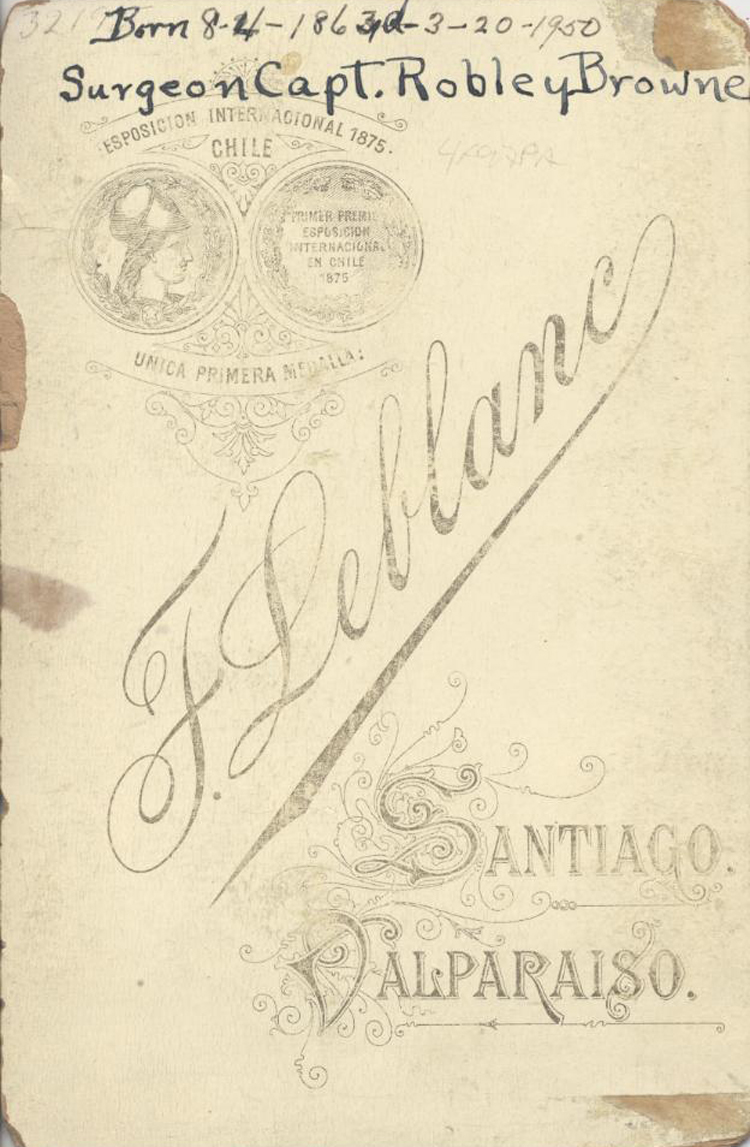 Born 8-4-1863 d-3-20-1950
Surgeon Capt. Robley Browne
ESPOSICION INTERNACIONAL 1875.
CHILE
PRIMER PREMIO
ESPOSICION
INTERNACIONAL
EN CHILE
1875
UNICA PRIMERA MEDALLA:
F. Leblanc
SANTIAGO.
VALPARAISO.